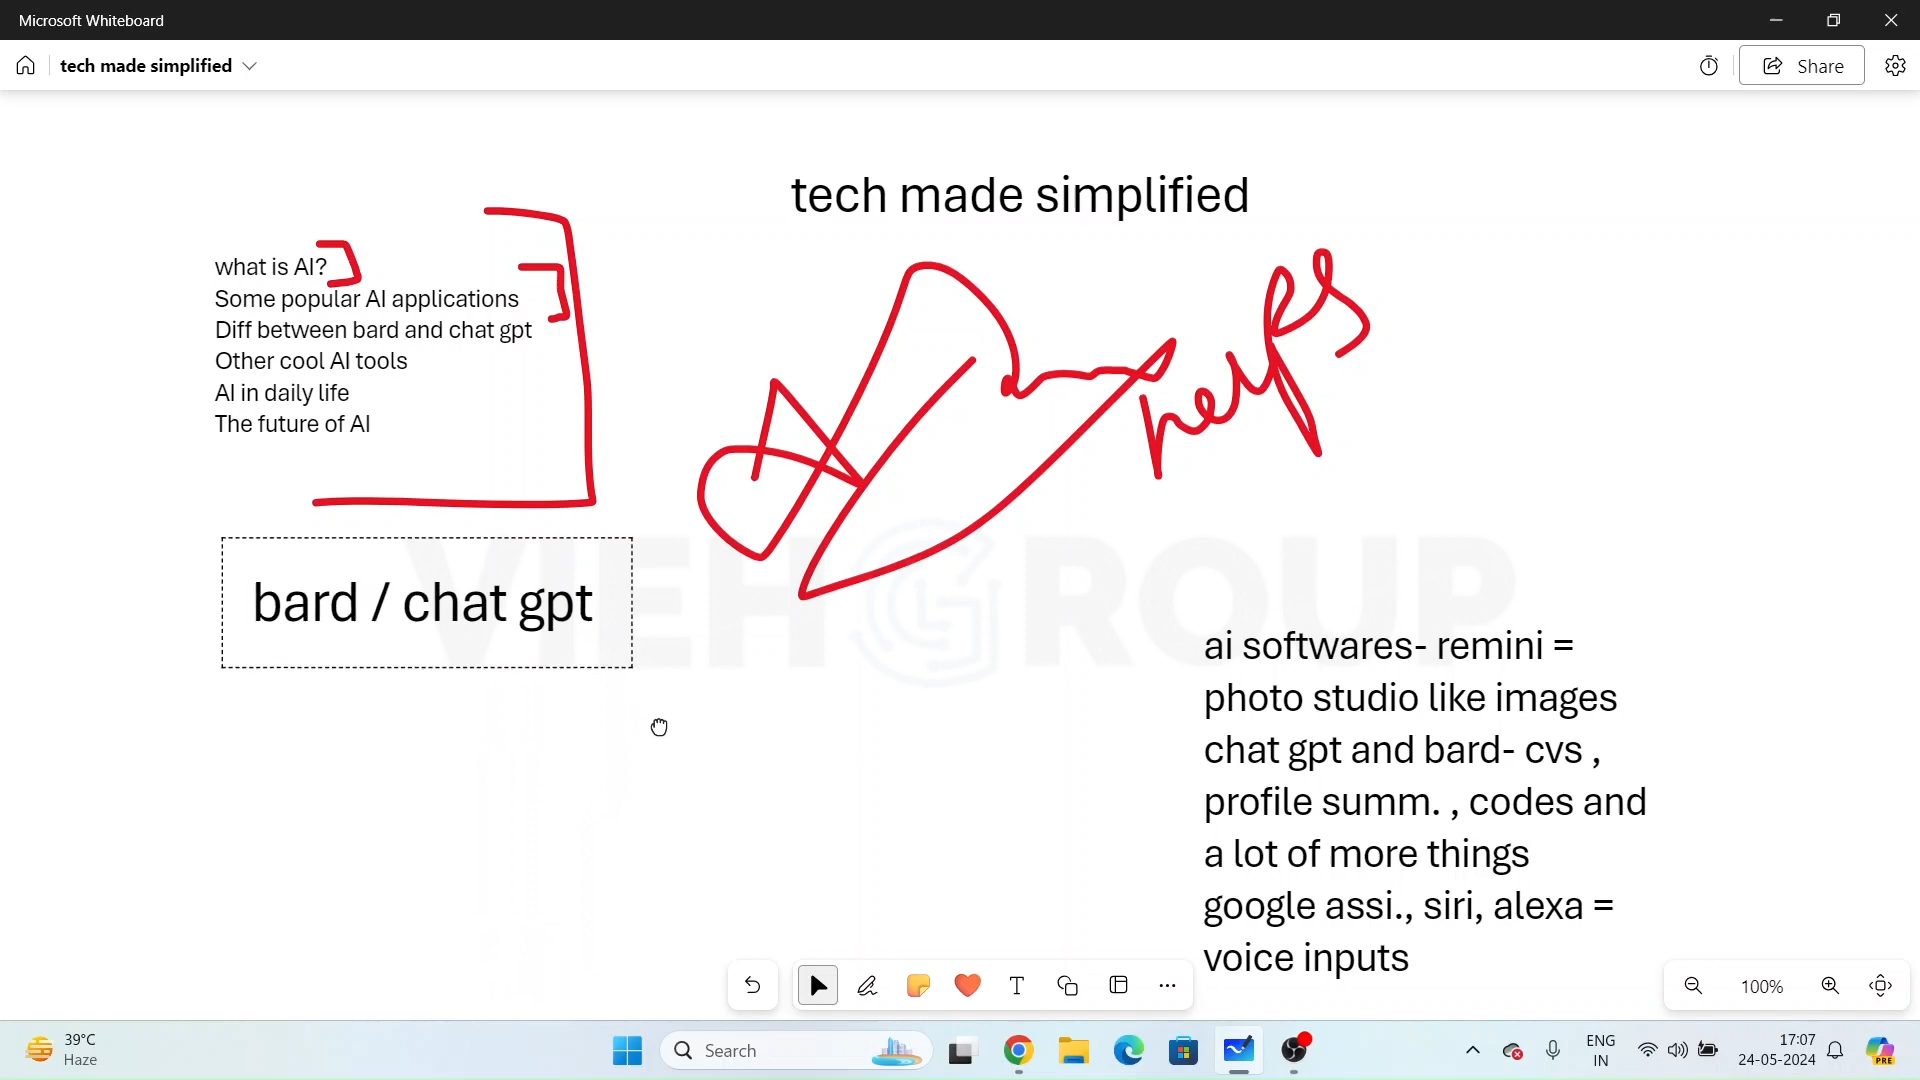 Microsoft Whiteboard
tech made simplified
Share
tech made simplified
what is AI?
Some popular AI applications
Diff between bard and chat gpt
Other cool AI tools
AI in daily life
The future of AI
AI
helps
bard / chat gpt
VIEH GROUP
ai softwares- remini =
photo studio like images
chat gpt and bard- cvs ,
profile summ. , codes and
a lot of more things
google assi., siri, alexa =
voice inputs
100%
39°C
Haze
Search
ENG
IN
17:07
24-05-2024
PRE